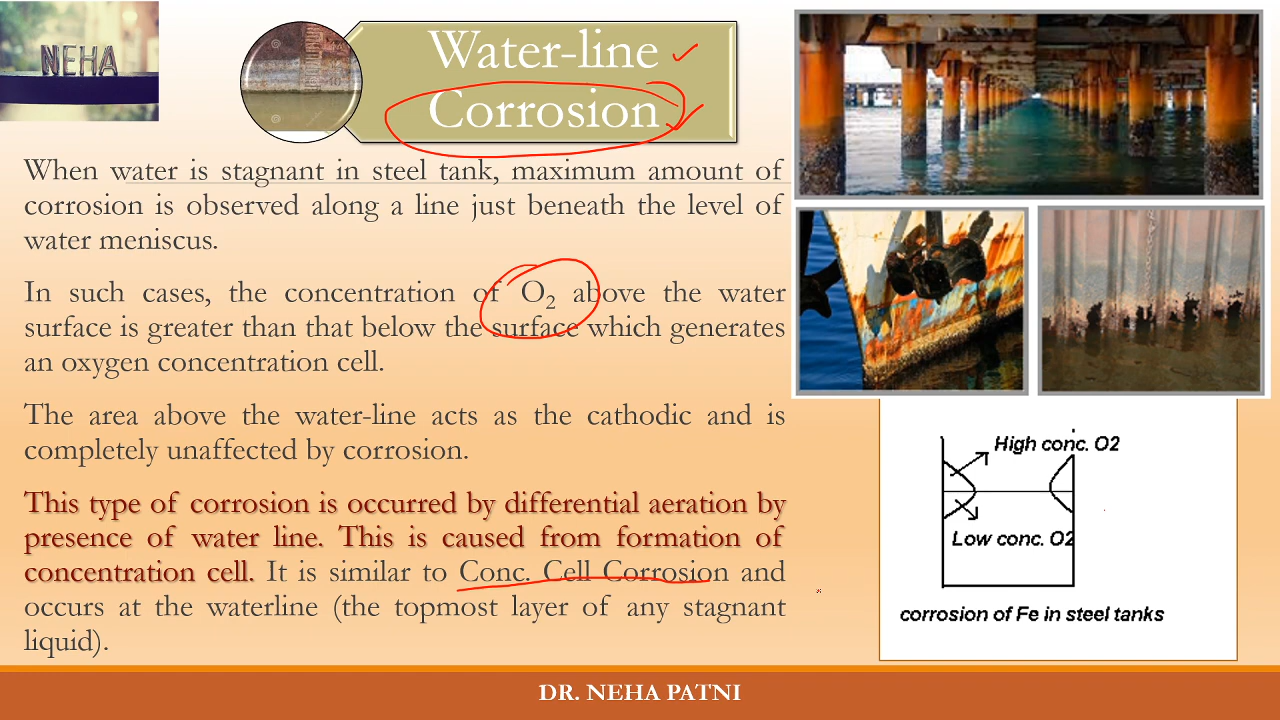 NEHA
Water-line
Corrosion
When water is stagnant in steel tank, maximum amount of
corrosion is observed along a line just beneath the level of
water meniscus.
In such cases, the concentration of O₂ above the water
surface is greater than that below the surface which generates
an oxygen concentration cell.
The area above the water-line acts as the cathodic and is
completely unaffected by corrosion.
This type of corrosion is occurred by differential aeration by
presence of water line. This is caused from formation of
concentration cell. It is similar to Conc. Cell Corrosion and
occurs at the waterline (the topmost layer of any stagnant
liquid).
High conc. O2
Low conc. O2
corrosion of Fe in steel tanks
DR. NEHA PATNI